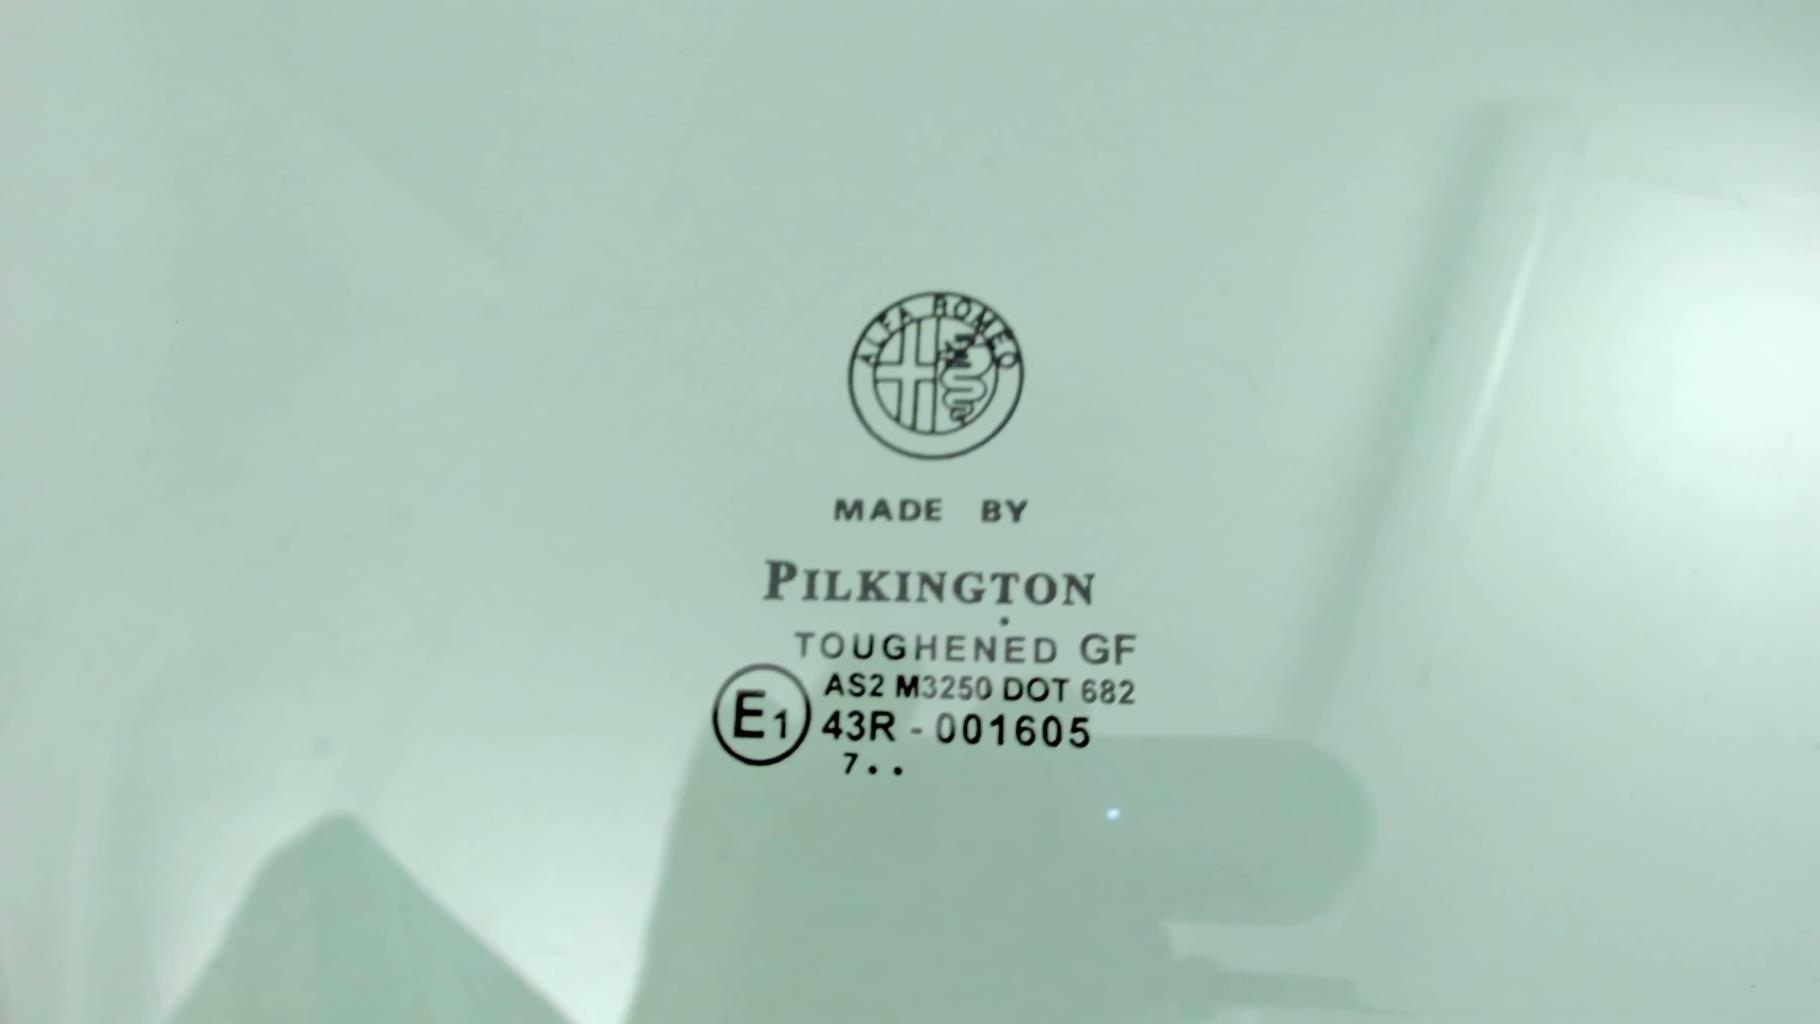 ALFA ROMEO
MADE BY
PILKINGTON
TOUGHENED GF
AS2 M3250 DOT 682
E1 43R - 001605
7 . .